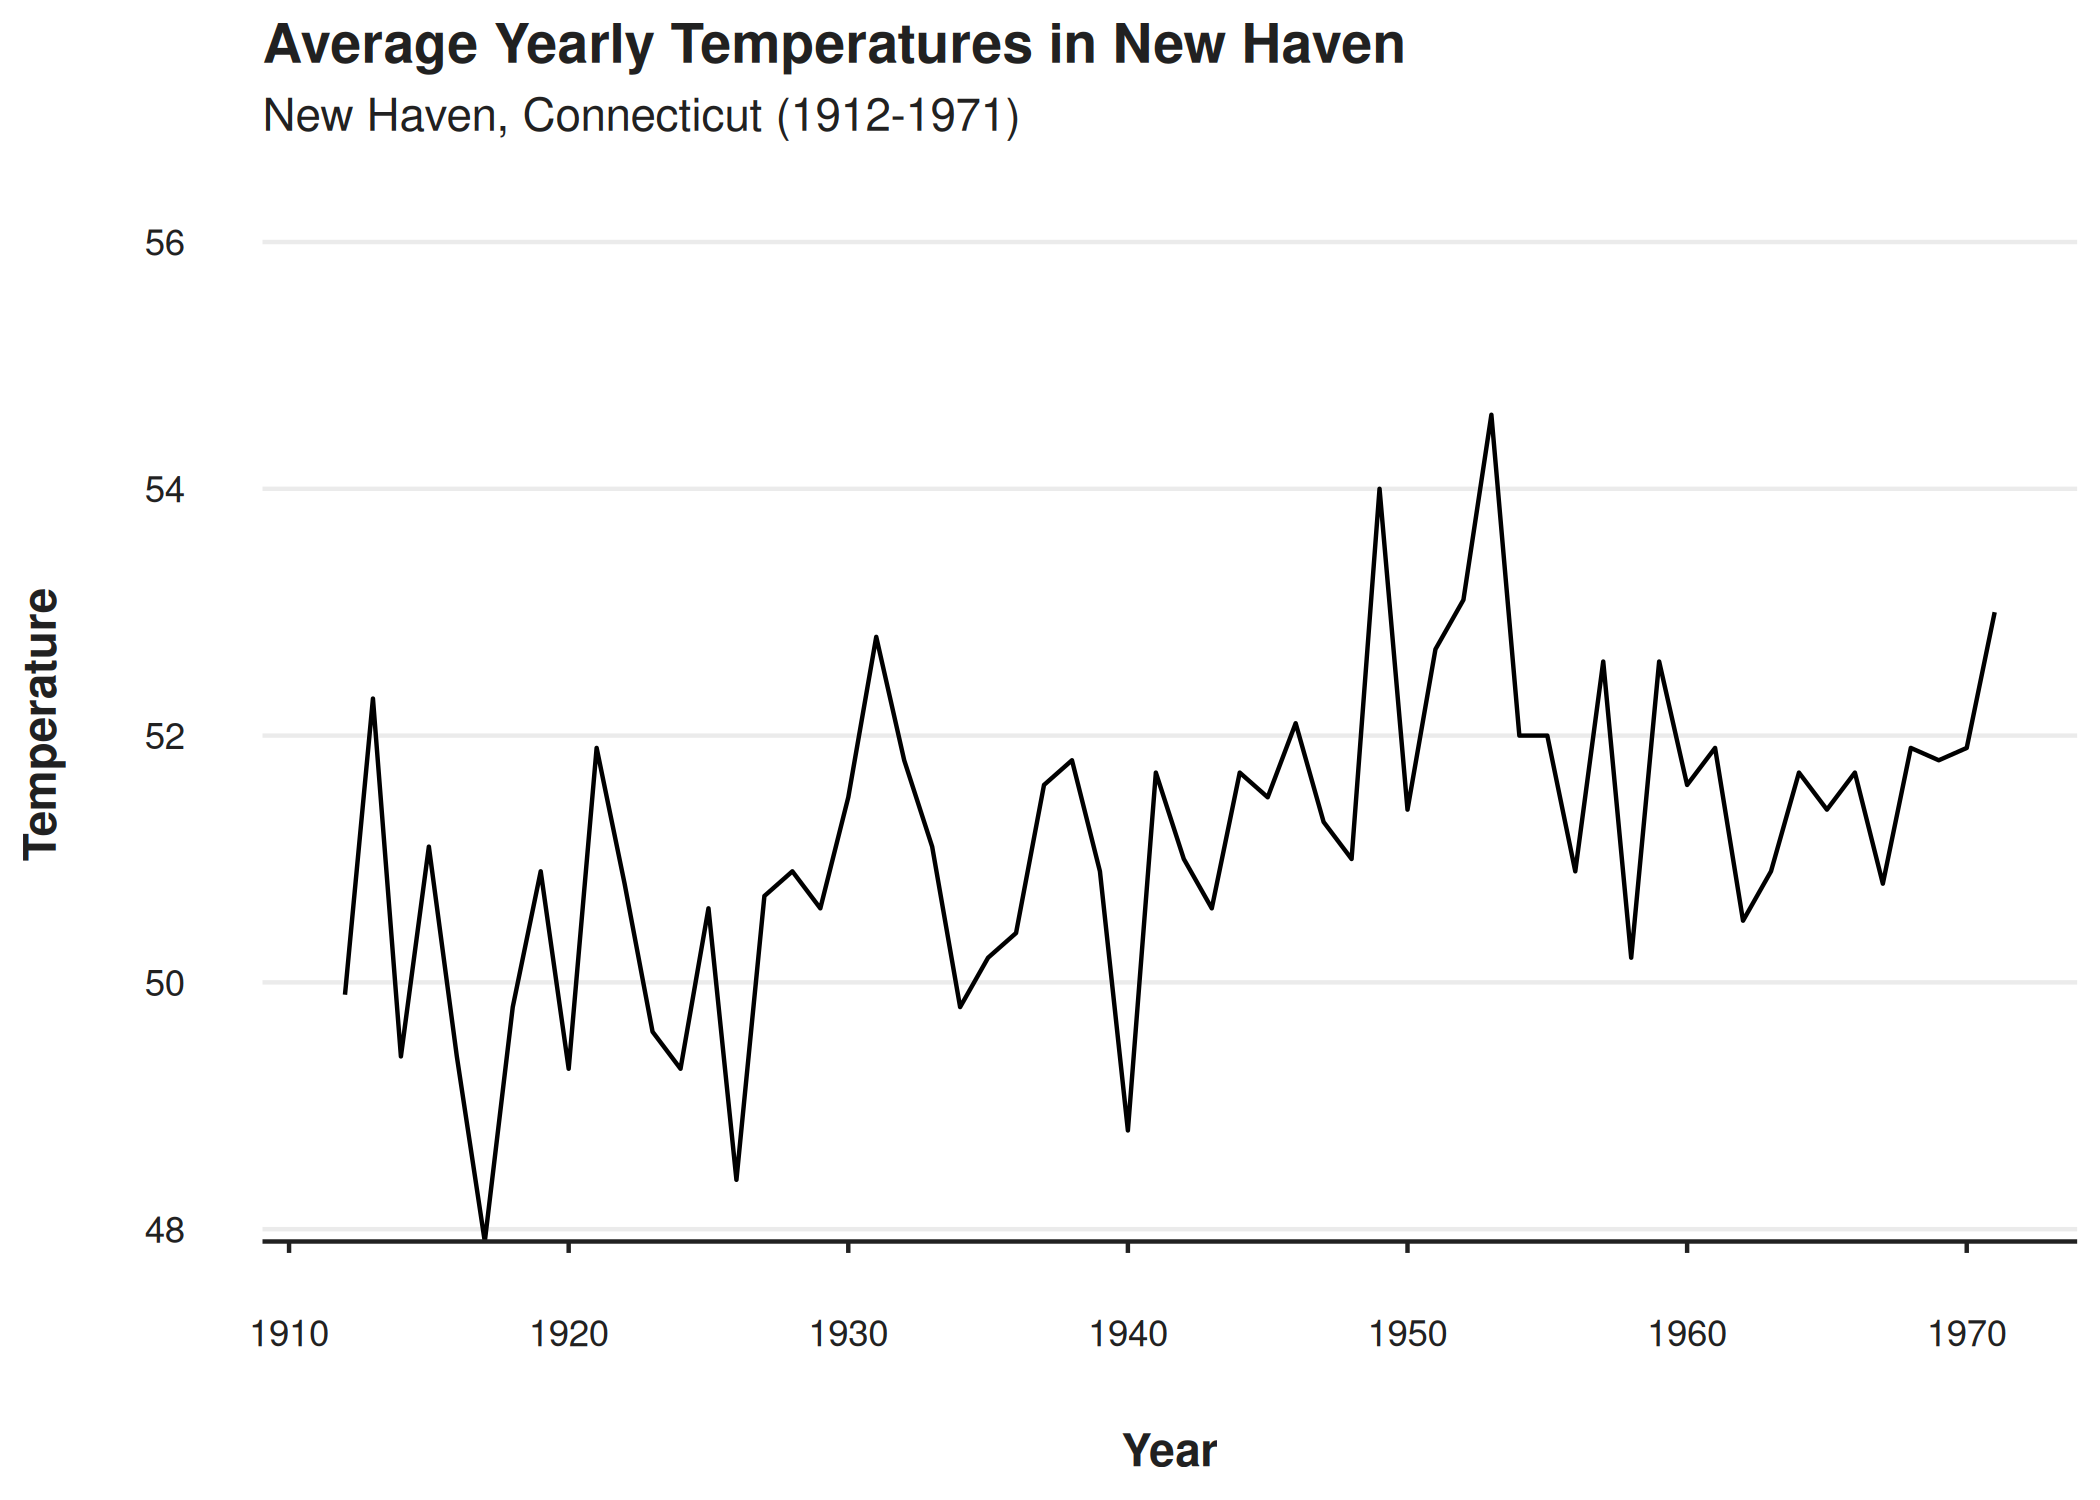 Average Yearly Temperatures in New Haven
New Haven, Connecticut (1912-1971)
56
54
52
50
48
Temperature
1910 1920 1930 1940 1950 1960 1970
Year